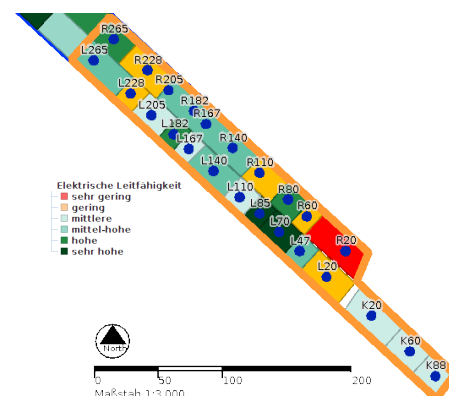 R265
L265
R228
R205
L228
R182
L205
R167
L182
L167
R140
L140
R110
L110
R80
L85
R60
L70
R20
L47
L20
K20
K60
K88
Elektrische Leitfähigkeit
sehr gering
gering
mittlere
mittel-hohe
hohe
sehr hohe
North
0 50 100 200
Maßstab 1:3.000